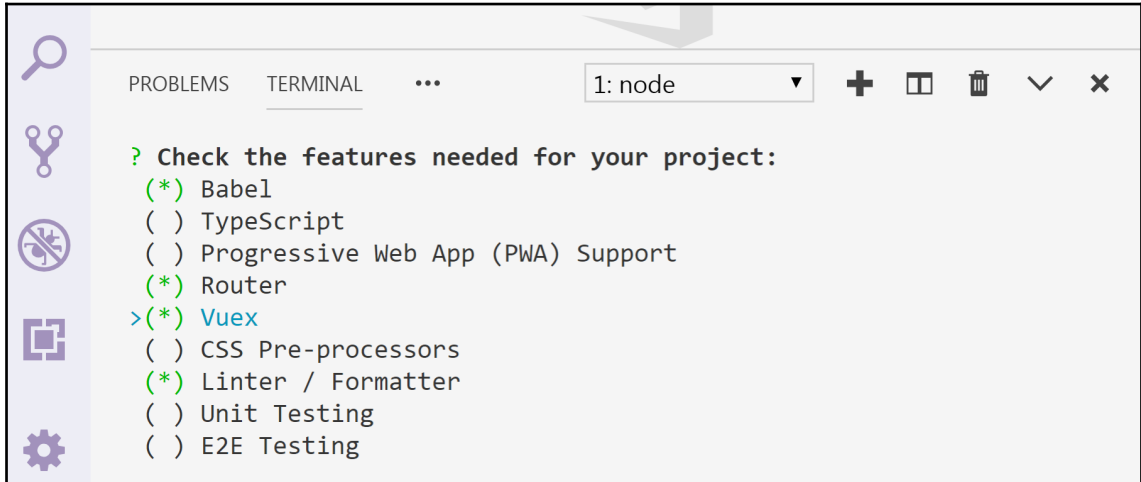 PROBLEMS TERMINAL ••• 1: node
? Check the features needed for your project:
(*) Babel
( ) TypeScript
( ) Progressive Web App (PWA) Support
(*) Router
>(*) Vuex
( ) CSS Pre-processors
(*) Linter / Formatter
( ) Unit Testing
( ) E2E Testing